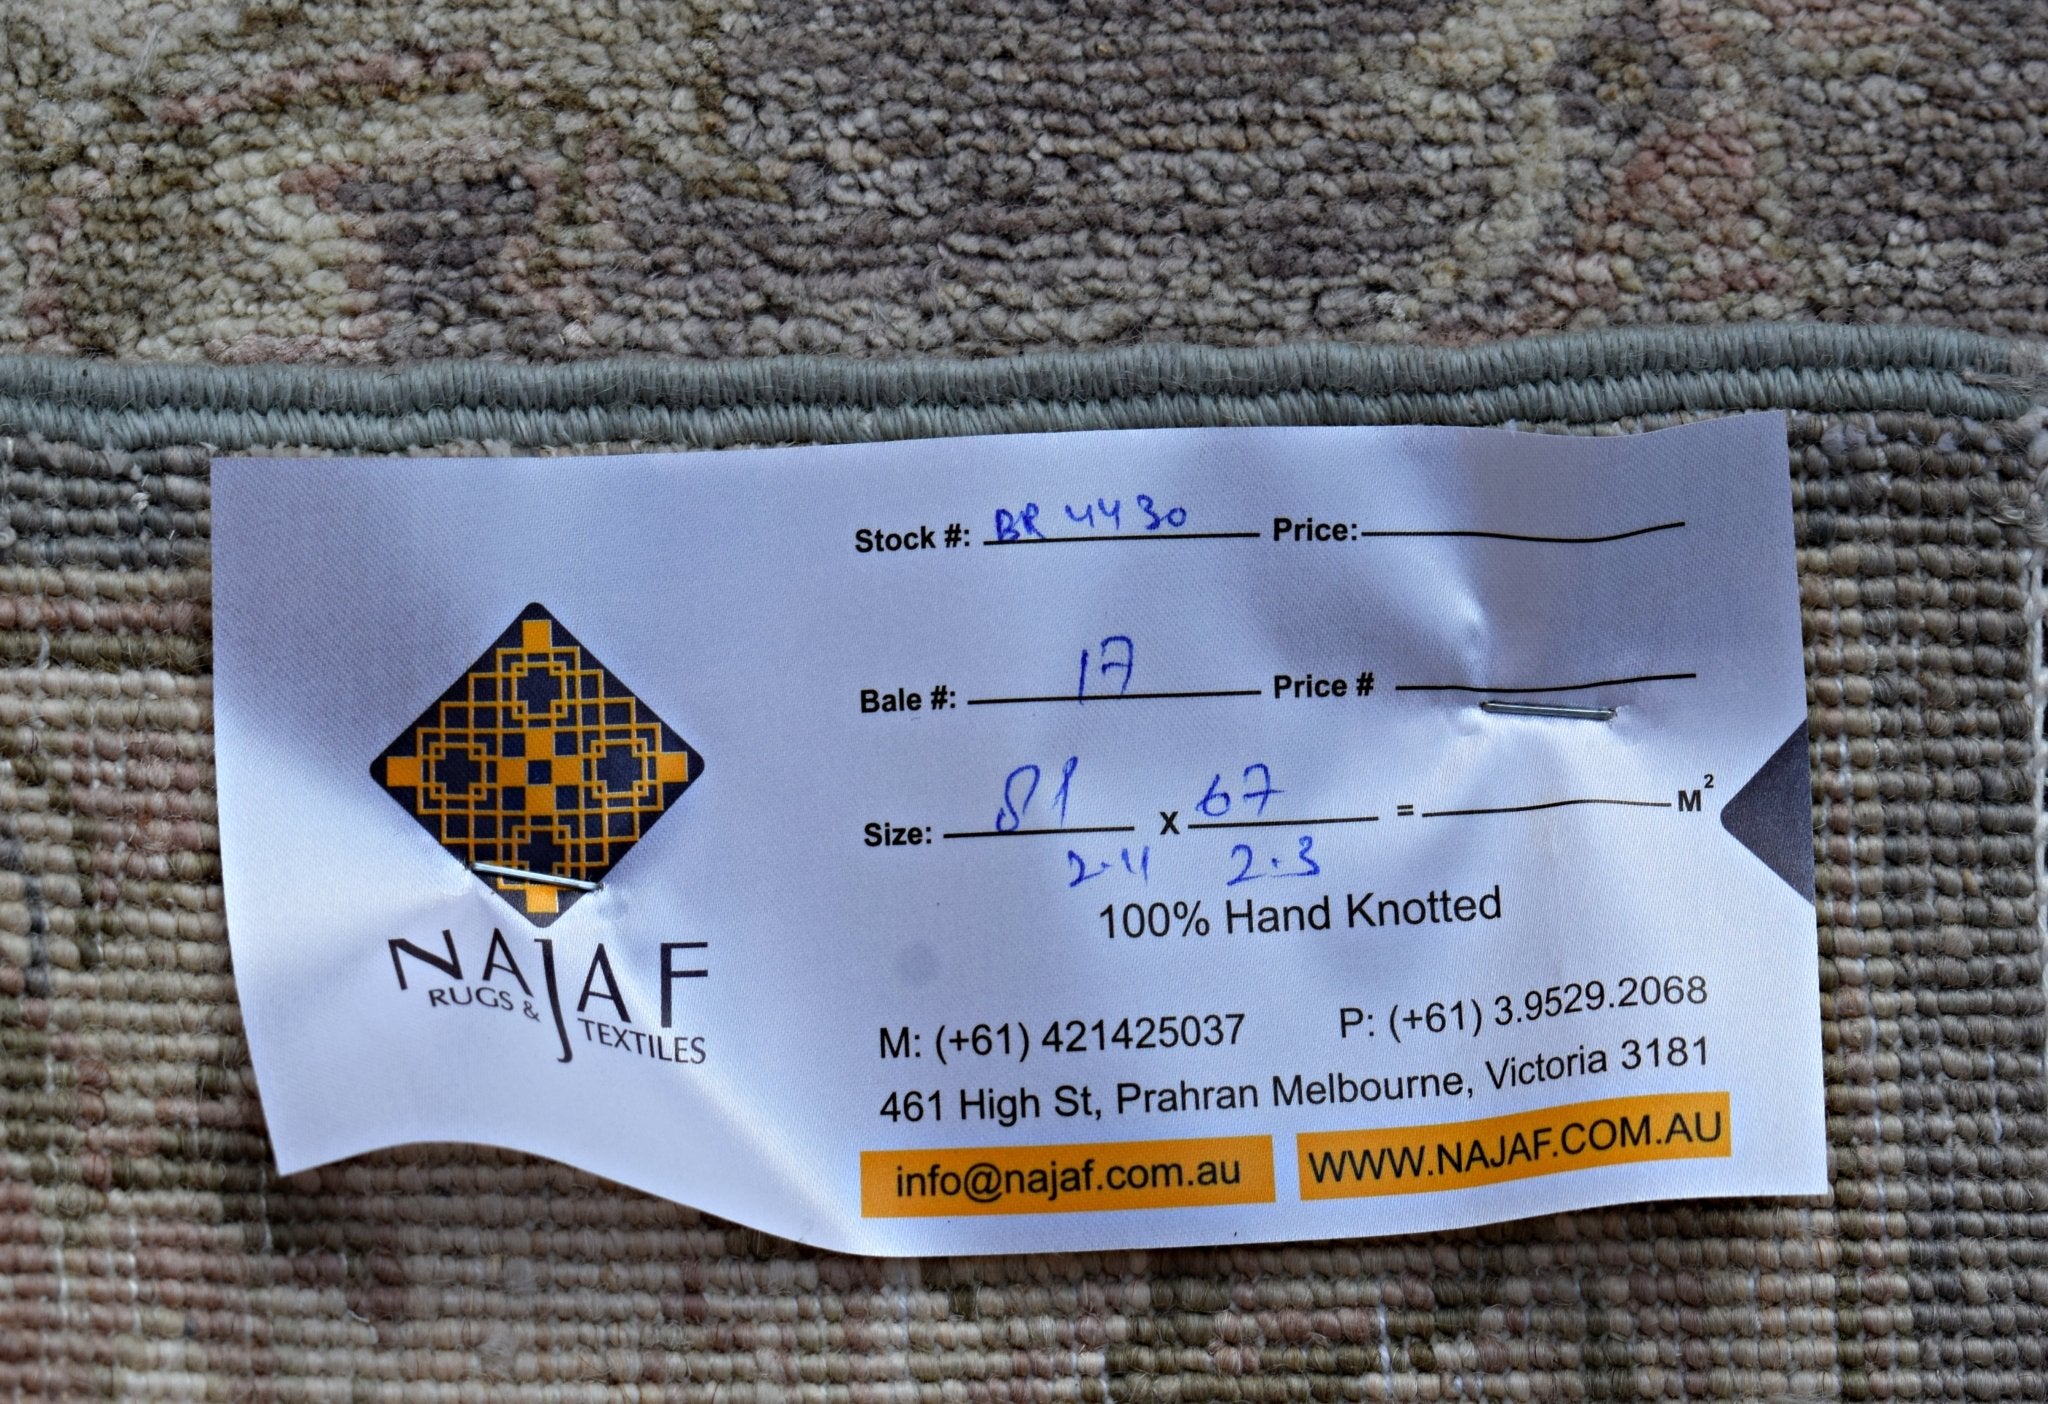 Stock #: BR 4430 Price:
Bale #: 17 Price #
Size: 81 x 67 = M²
2.4 2.3
100% Hand Knotted
NAJAF
RUGS & TEXTILES
M: (+61) 421425037 P: (+61) 3.9529.2068
461 High St, Prahran Melbourne, Victoria 3181
info@najaf.com.au WWW.NAJAF.COM.AU